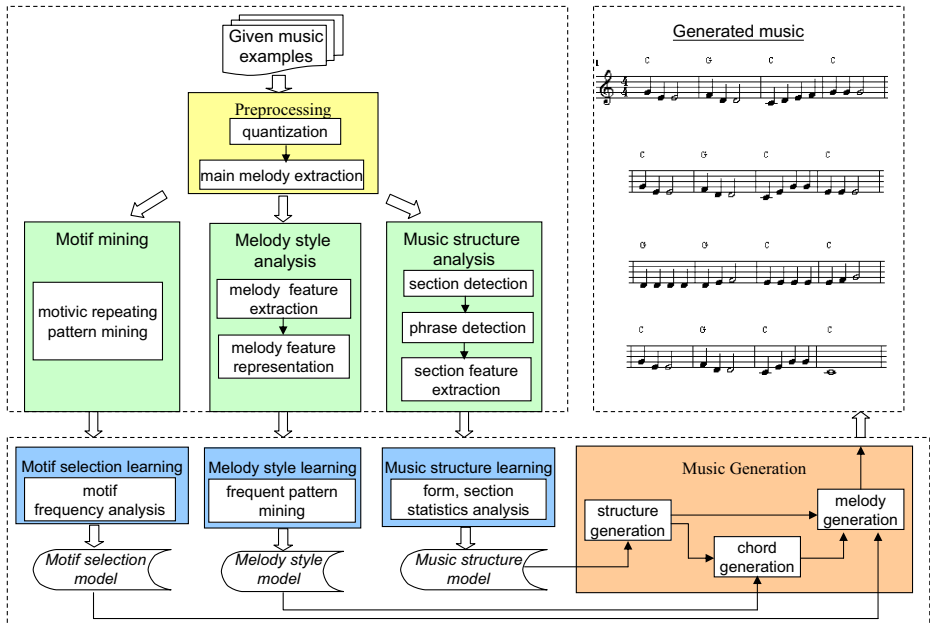 Given music
examples
Preprocessing
quantization
main melody extraction
Motif mining
motivic repeating
pattern mining
Melody style
analysis
melody feature
extraction
melody feature
representation
Music structure
analysis
section detection
phrase detection
section feature
extraction
Generated music
1
C G C C
4
4
C G C C
G G C C
C G C C
Motif selection learning
motif
frequency analysis
Motif selection
model
Melody style learning
frequent pattern
mining
Melody style
model
Music structure learning
form, section
statistics analysis
Music structure
model
Music Generation
structure
generation
chord
generation
melody
generation